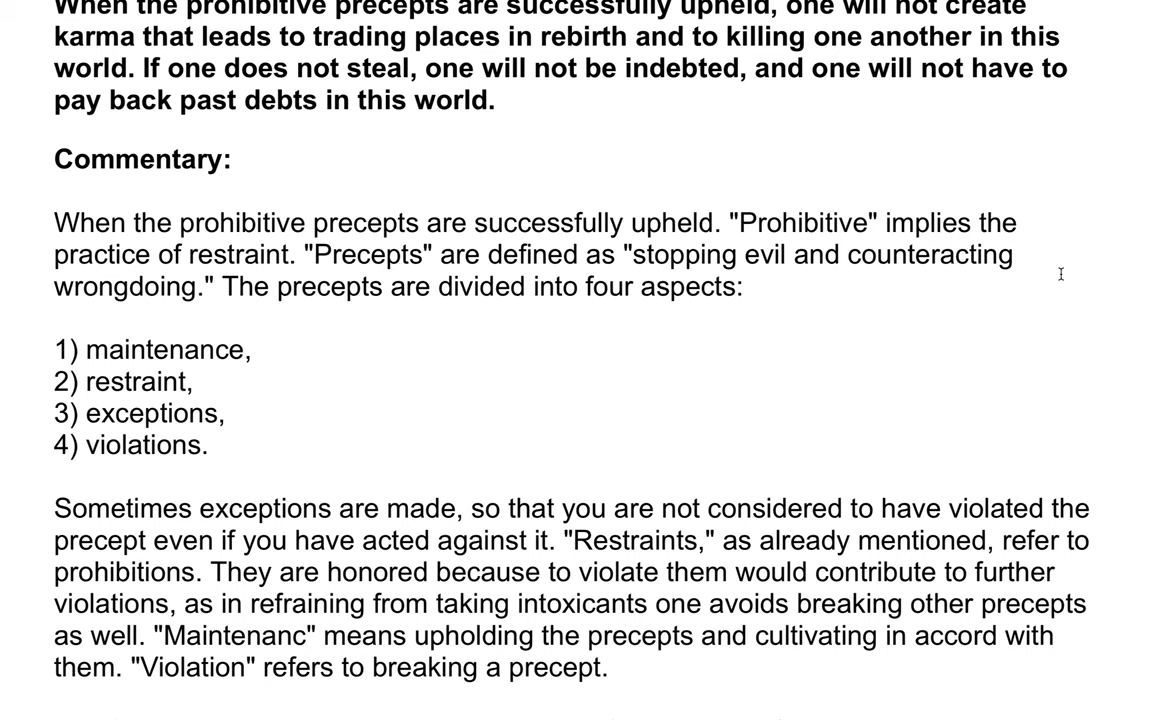 When the prohibitive precepts are successfully upheld, one will not create
karma that leads to trading places in rebirth and to killing one another in this
world. If one does not steal, one will not be indebted, and one will not have to
pay back past debts in this world.
Commentary:
When the prohibitive precepts are successfully upheld. "Prohibitive" implies the
practice of restraint. "Precepts" are defined as "stopping evil and counteracting
wrongdoing." The precepts are divided into four aspects:
1) maintenance,
2) restraint,
3) exceptions,
4) violations.
Sometimes exceptions are made, so that you are not considered to have violated the
precept even if you have acted against it. "Restraints," as already mentioned, refer to
prohibitions. They are honored because to violate them would contribute to further
violations, as in refraining from taking intoxicants one avoids breaking other precepts
as well. "Maintenanc" means upholding the precepts and cultivating in accord with
them. "Violation" refers to breaking a precept.